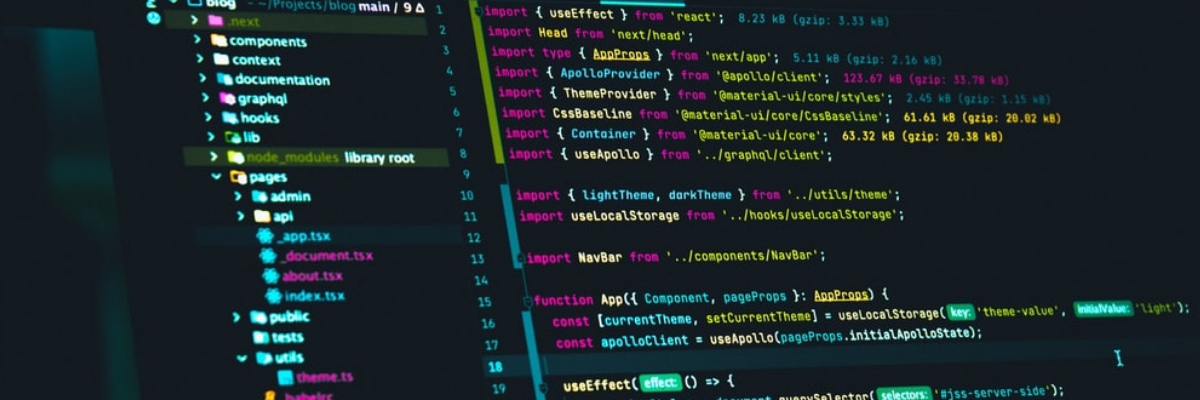 blog ~/Projects/blog main / 9 Δ
.next
components
context
documentation
graphql
hooks
lib
node_modules library root
pages
admin
api
_app.tsx
_document.tsx
about.tsx
index.tsx
public
tests
utils
theme.ts
babelrc
1 import { useEffect } from 'react'; 8.23 kB (gzip: 3.33 kB)
2 import Head from 'next/head';
3 import type { AppProps } from 'next/app'; 5.11 kB (gzip: 2.16 kB)
4 import { ApolloProvider } from '@apollo/client'; 123.67 kB (gzip: 33.78 kB)
5 import { ThemeProvider } from '@material-ui/core/styles'; 2.45 kB (gzip: 1.15 kB)
6 import CssBaseline from '@material-ui/core/CssBaseline'; 61.61 kB (gzip: 20.02 kB)
7 import { Container } from '@material-ui/core'; 63.32 kB (gzip: 20.38 kB)
8 import { useApollo } from '../graphql/client';
9
10 import { lightTheme, darkTheme } from '../utils/theme';
11 import useLocalStorage from '../hooks/useLocalStorage';
12
13 import NavBar from '../components/NavBar';
14
15 function App({ Component, pageProps }: AppProps) {
16 const [currentTheme, setCurrentTheme] = useLocalStorage( key: 'theme-value', initialValue: 'light');
17 const apolloClient = useApollo(pageProps.initialApolloState);
18
19 useEffect( effect: () => {
document.querySelector( selectors: '#jss-server-side');